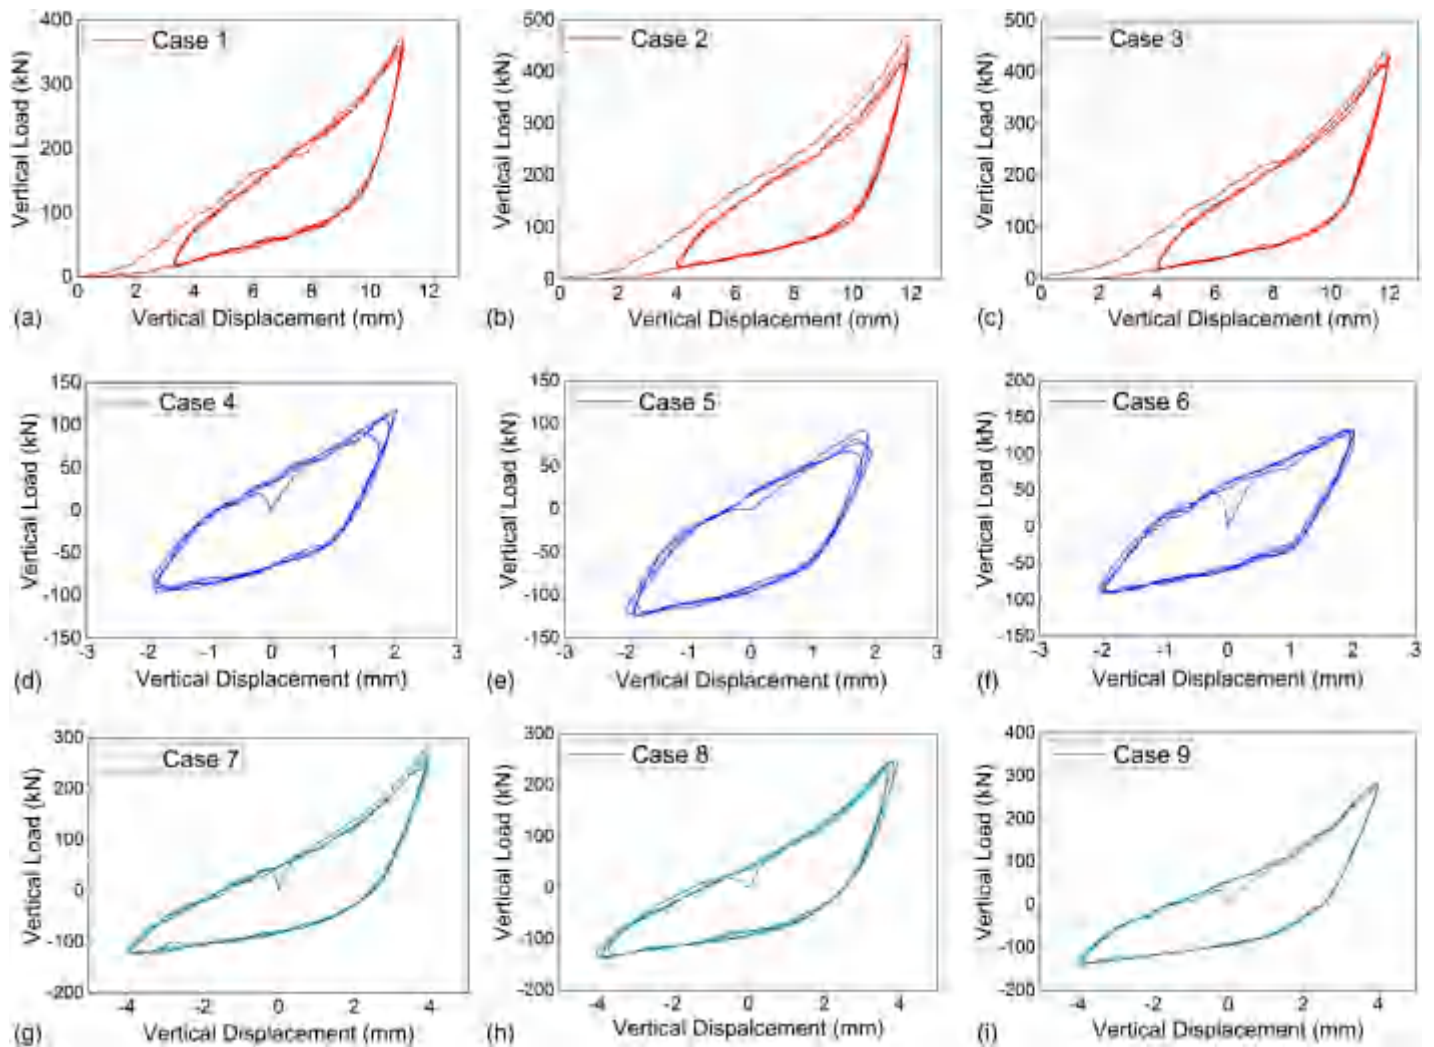 Case 1
Vertical Load (kN)
400
300
200
100
0
0 2 4 6 8 10 12
(a) Vertical Displacement (mm)
Case 2
Vertical Load (kN)
500
400
300
200
100
0
0 2 4 6 8 10 12
(b) Vertical Displacement (mm)
Case 3
Vertical Load (kN)
500
400
300
200
100
0
0 2 4 6 8 10 12
(c) Vertical Displacement (mm)
Case 4
Vertical Load (kN)
150
100
50
0
-50
-100
-150
-3 -2 -1 0 1 2 3
(d) Vertical Displacement (mm)
Case 5
Vertical Load (kN)
150
100
50
0
-50
-100
-150
-3 -2 -1 0 1 2 3
(e) Vertical Displacement (mm)
Case 6
Vertical Load (kN)
200
150
100
50
0
-50
-100
-150
-3 -2 -1 0 1 2 3
(f) Vertical Displacement (mm)
Case 7
Vertical Load (kN)
300
200
100
0
-100
-200
-4 -2 0 2 4
(g) Vertical Displacement (mm)
Case 8
Vertical Load (kN)
300
200
100
0
-100
-200
-4 -2 0 2 4
(h) Vertical Dispalcement (mm)
Case 9
Vertical Load (kN)
400
300
200
100
0
-100
-200
-4 -2 0 2 4
(i) Vertical Displacement (mm)